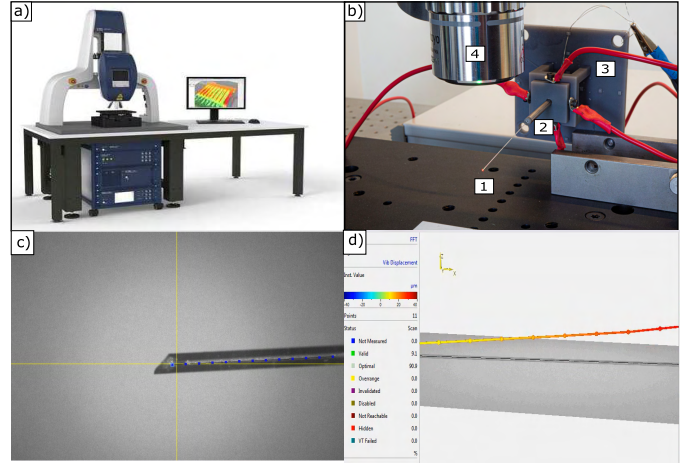 a)
b)
4
3
2
1
c)
d)
FFT
Vib Displacement
Inst. Value
µm
-40 -20 0 20 40
Points 11
Status Scan
Not Measured 0.0
Valid 9.1
Optimal 90.9
Overrange 0.0
Invalidated 0.0
Disabled 0.0
Not Reachable 0.0
Hidden 0.0
VT Failed 0.0
%
X